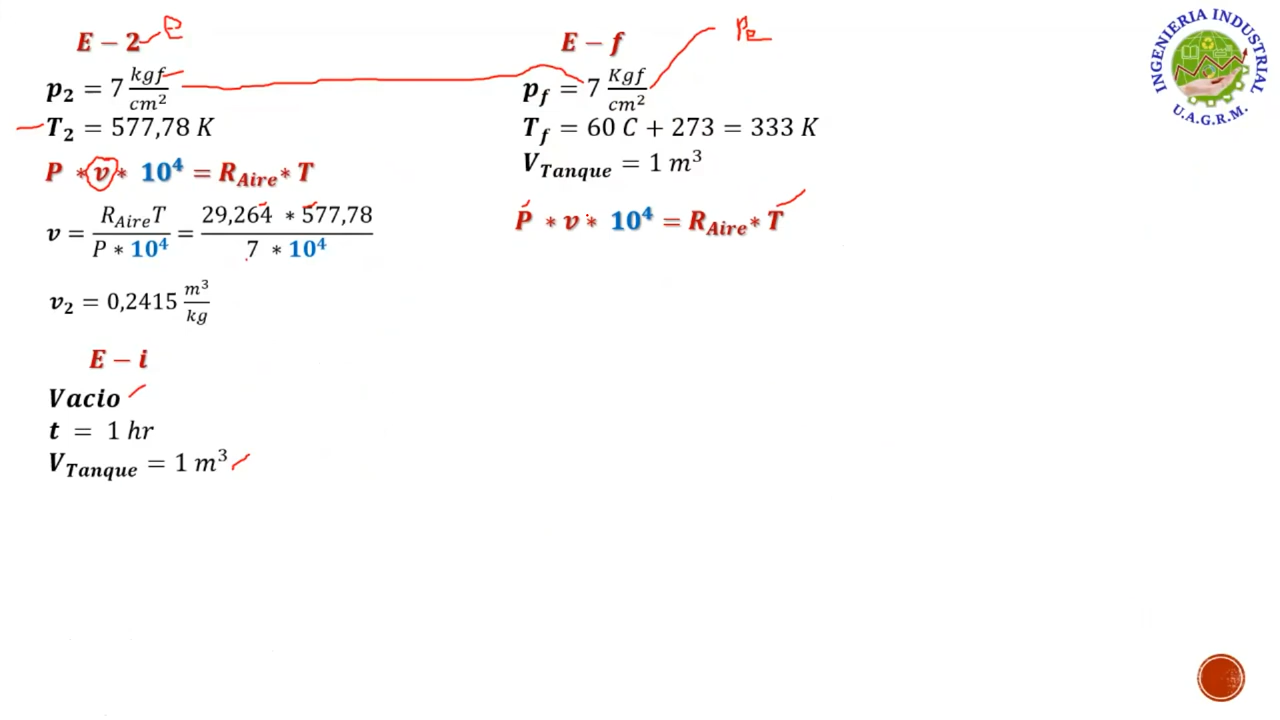 E − 2 E
p₂ = 7 kgf/cm²
T₂ = 577,78 K
P * v * 10⁴ = R_Aire * T
v = R_Aire T / P * 10⁴ = 29,264 * 577,78 / 7 * 10⁴
v₂ = 0,2415 m³/kg
E − i
Vacio
t = 1 hr
V_Tanque = 1 m³
E − f
p_f = 7 Kgf/cm²
T_f = 60 C + 273 = 333 K
V_Tanque = 1 m³
P * v * 10⁴ = R_Aire * T
INGENIERIA INDUSTRIAL
U.A.G.R.M.